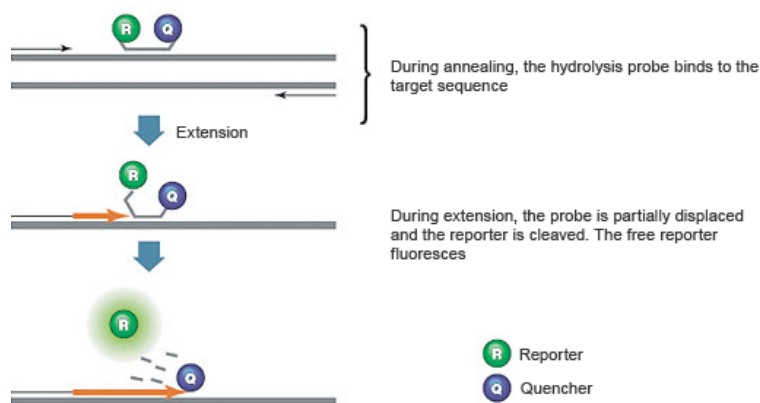 R Q
During annealing, the hydrolysis probe binds to the
target sequence
Extension
R
Q
During extension, the probe is partially displaced
and the reporter is cleaved. The free reporter
fluoresces
R
Q
R Reporter
Q Quencher